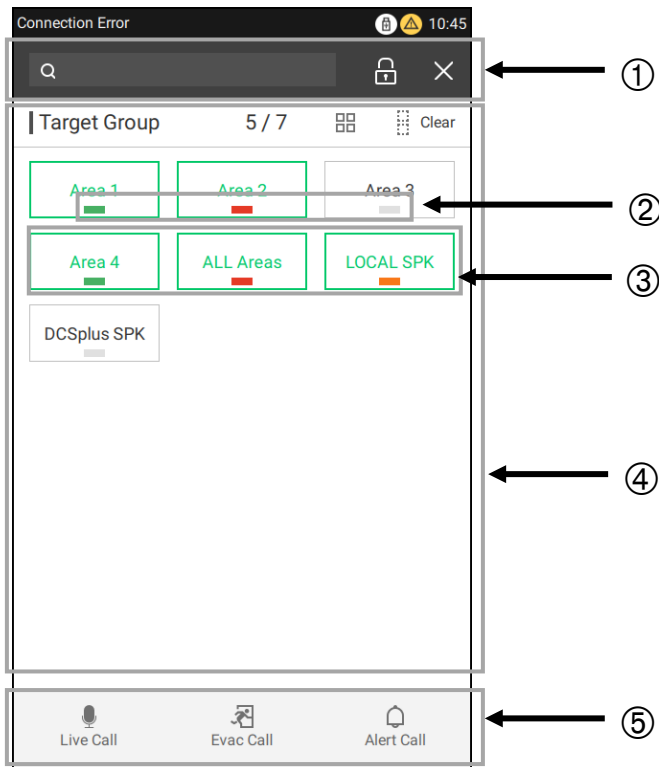 Connection Error 10:45
①
Target Group 5 / 7 Clear
Area 1 Area 2 Area 3
②
Area 4 ALL Areas LOCAL SPK
③
DCSplus SPK
④
Live Call Evac Call Alert Call
⑤